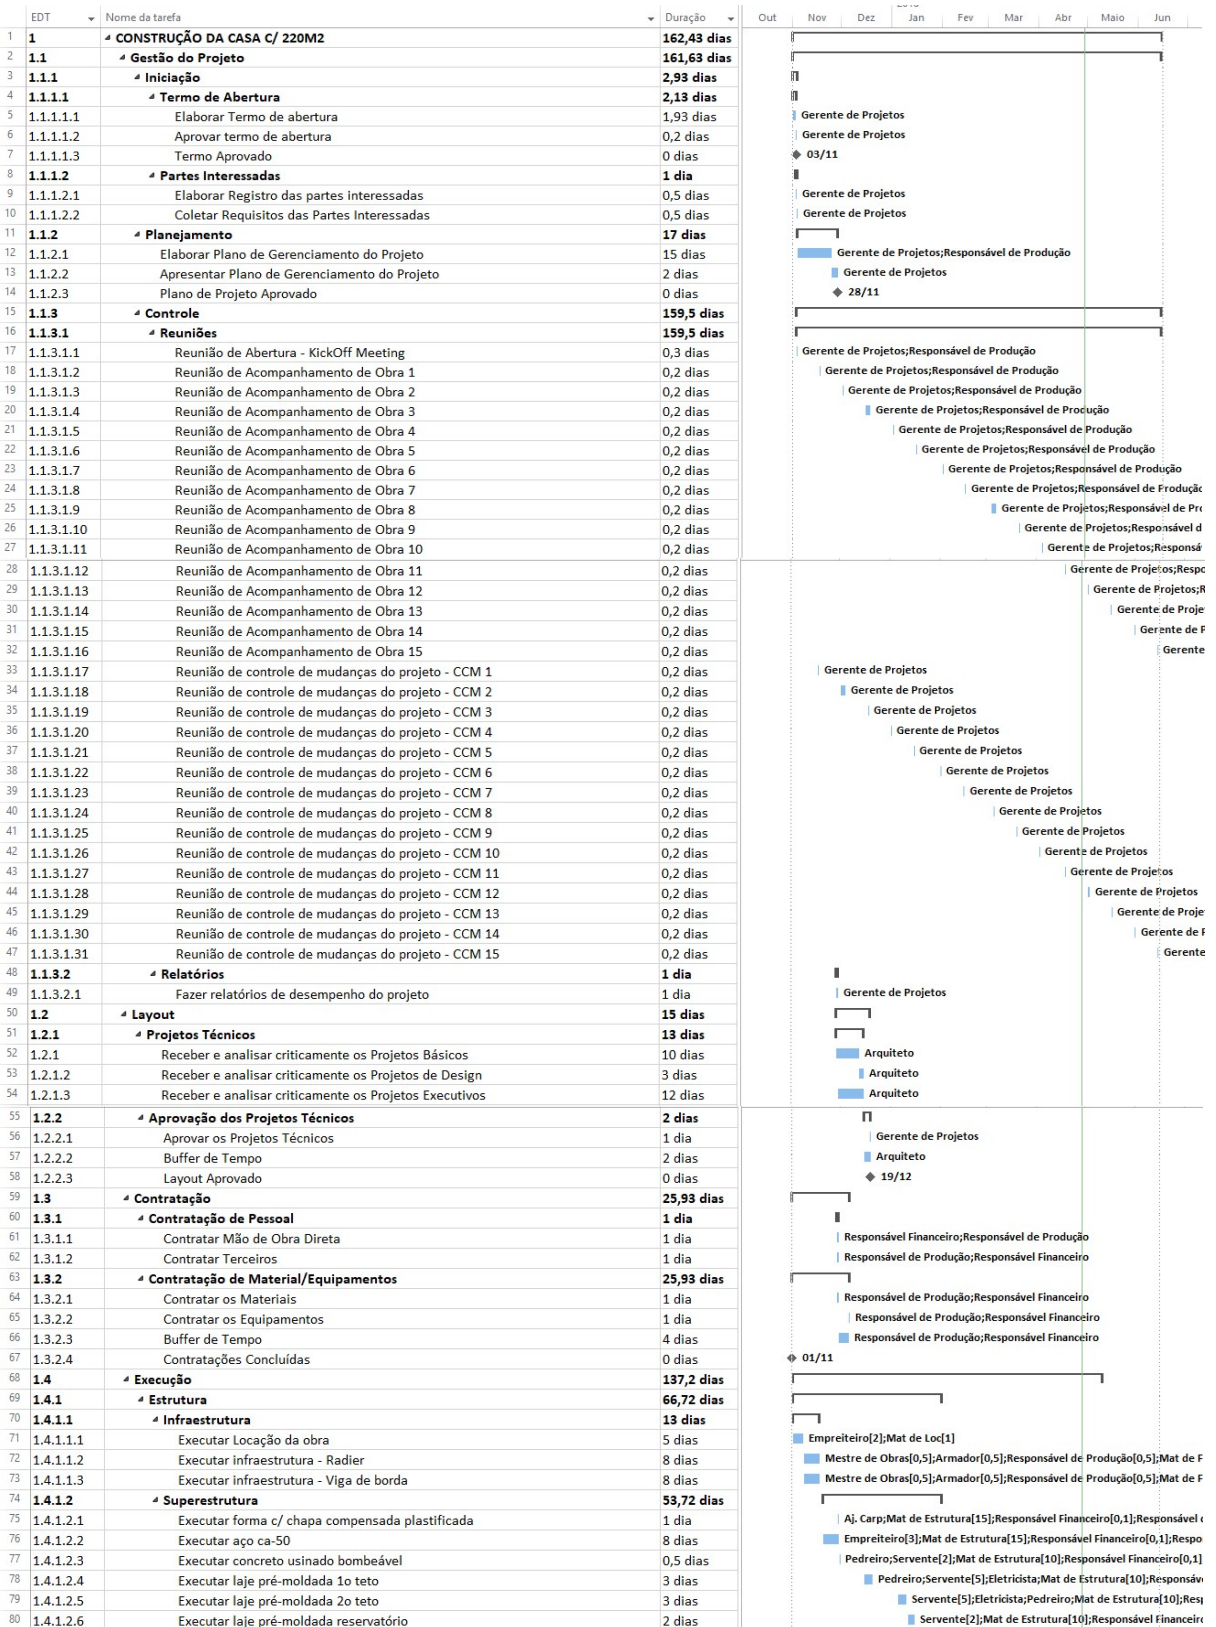 EDT Nome da tarefa Duração Out Nov Dez Jan Fev Mar Abr Maio Jun
1 1 CONSTRUÇÃO DA CASA C/ 220M2 162,43 dias
2 1.1 Gestão do Projeto 161,63 dias
3 1.1.1 Iniciação 2,93 dias
4 1.1.1.1 Termo de Abertura 2,13 dias
5 1.1.1.1.1 Elaborar Termo de abertura 1,93 dias Gerente de Projetos
6 1.1.1.1.2 Aprovar termo de abertura 0,2 dias Gerente de Projetos
7 1.1.1.1.3 Termo Aprovado 0 dias 03/11
8 1.1.1.2 Partes Interessadas 1 dia
9 1.1.1.2.1 Elaborar Registro das partes interessadas 0,5 dias Gerente de Projetos
10 1.1.1.2.2 Coletar Requisitos das Partes Interessadas 0,5 dias Gerente de Projetos
11 1.1.2 Planejamento 17 dias
12 1.1.2.1 Elaborar Plano de Gerenciamento do Projeto 15 dias Gerente de Projetos;Responsável de Produção
13 1.1.2.2 Apresentar Plano de Gerenciamento do Projeto 2 dias Gerente de Projetos
14 1.1.2.3 Plano de Projeto Aprovado 0 dias 28/11
15 1.1.3 Controle 159,5 dias
16 1.1.3.1 Reuniões 159,5 dias
17 1.1.3.1.1 Reunião de Abertura - KickOff Meeting 0,3 dias Gerente de Projetos;Responsável de Produção
18 1.1.3.1.2 Reunião de Acompanhamento de Obra 1 0,2 dias Gerente de Projetos;Responsável de Produção
19 1.1.3.1.3 Reunião de Acompanhamento de Obra 2 0,2 dias Gerente de Projetos;Responsável de Produção
20 1.1.3.1.4 Reunião de Acompanhamento de Obra 3 0,2 dias Gerente de Projetos;Responsável de Produção
21 1.1.3.1.5 Reunião de Acompanhamento de Obra 4 0,2 dias Gerente de Projetos;Responsável de Produção
22 1.1.3.1.6 Reunião de Acompanhamento de Obra 5 0,2 dias Gerente de Projetos;Responsável de Produção
23 1.1.3.1.7 Reunião de Acompanhamento de Obra 6 0,2 dias Gerente de Projetos;Responsável de Produção
24 1.1.3.1.8 Reunião de Acompanhamento de Obra 7 0,2 dias Gerente de Projetos;Responsável de Produçã
25 1.1.3.1.9 Reunião de Acompanhamento de Obra 8 0,2 dias Gerente de Projetos;Responsável de Pro
26 1.1.3.1.10 Reunião de Acompanhamento de Obra 9 0,2 dias Gerente de Projetos;Responsável d
27 1.1.3.1.11 Reunião de Acompanhamento de Obra 10 0,2 dias Gerente de Projetos;Responsá
28 1.1.3.1.12 Reunião de Acompanhamento de Obra 11 0,2 dias Gerente de Projetos;Respo
29 1.1.3.1.13 Reunião de Acompanhamento de Obra 12 0,2 dias Gerente de Projetos;R
30 1.1.3.1.14 Reunião de Acompanhamento de Obra 13 0,2 dias Gerente de Proje
31 1.1.3.1.15 Reunião de Acompanhamento de Obra 14 0,2 dias Gerente de P
32 1.1.3.1.16 Reunião de Acompanhamento de Obra 15 0,2 dias Gerente
33 1.1.3.1.17 Reunião de controle de mudanças do projeto - CCM 1 0,2 dias Gerente de Projetos
34 1.1.3.1.18 Reunião de controle de mudanças do projeto - CCM 2 0,2 dias Gerente de Projetos
35 1.1.3.1.19 Reunião de controle de mudanças do projeto - CCM 3 0,2 dias Gerente de Projetos
36 1.1.3.1.20 Reunião de controle de mudanças do projeto - CCM 4 0,2 dias Gerente de Projetos
37 1.1.3.1.21 Reunião de controle de mudanças do projeto - CCM 5 0,2 dias Gerente de Projetos
38 1.1.3.1.22 Reunião de controle de mudanças do projeto - CCM 6 0,2 dias Gerente de Projetos
39 1.1.3.1.23 Reunião de controle de mudanças do projeto - CCM 7 0,2 dias Gerente de Projetos
40 1.1.3.1.24 Reunião de controle de mudanças do projeto - CCM 8 0,2 dias Gerente de Projetos
41 1.1.3.1.25 Reunião de controle de mudanças do projeto - CCM 9 0,2 dias Gerente de Projetos
42 1.1.3.1.26 Reunião de controle de mudanças do projeto - CCM 10 0,2 dias Gerente de Projetos
43 1.1.3.1.27 Reunião de controle de mudanças do projeto - CCM 11 0,2 dias Gerente de Projetos
44 1.1.3.1.28 Reunião de controle de mudanças do projeto - CCM 12 0,2 dias Gerente de Projetos
45 1.1.3.1.29 Reunião de controle de mudanças do projeto - CCM 13 0,2 dias Gerente de Proje
46 1.1.3.1.30 Reunião de controle de mudanças do projeto - CCM 14 0,2 dias Gerente de P
47 1.1.3.1.31 Reunião de controle de mudanças do projeto - CCM 15 0,2 dias Gerente
48 1.1.3.2 Relatórios 1 dia
49 1.1.3.2.1 Fazer relatórios de desempenho do projeto 1 dia Gerente de Projetos
50 1.2 Layout 15 dias
51 1.2.1 Projetos Técnicos 13 dias
52 1.2.1 Receber e analisar criticamente os Projetos Básicos 10 dias Arquiteto
53 1.2.1.2 Receber e analisar criticamente os Projetos de Design 3 dias Arquiteto
54 1.2.1.3 Receber e analisar criticamente os Projetos Executivos 12 dias Arquiteto
55 1.2.2 Aprovação dos Projetos Técnicos 2 dias
56 1.2.2.1 Aprovar os Projetos Técnicos 1 dia Gerente de Projetos
57 1.2.2.2 Buffer de Tempo 2 dias Arquiteto
58 1.2.2.3 Layout Aprovado 0 dias 19/12
59 1.3 Contratação 25,93 dias
60 1.3.1 Contratação de Pessoal 1 dia
61 1.3.1.1 Contratar Mão de Obra Direta 1 dia Responsável Financeiro;Responsável de Produção
62 1.3.1.2 Contratar Terceiros 1 dia Responsável de Produção;Responsável Financeiro
63 1.3.2 Contratação de Material/Equipamentos 25,93 dias
64 1.3.2.1 Contratar os Materiais 1 dia Responsável de Produção;Responsável Financeiro
65 1.3.2.2 Contratar os Equipamentos 1 dia Responsável de Produção;Responsável Financeiro
66 1.3.2.3 Buffer de Tempo 4 dias Responsável de Produção;Responsável Financeiro
67 1.3.2.4 Contratações Concluídas 0 dias 01/11
68 1.4 Execução 137,2 dias
69 1.4.1 Estrutura 66,72 dias
70 1.4.1.1 Infraestrutura 13 dias
71 1.4.1.1.1 Executar Locação da obra 5 dias Empreiteiro[2];Mat de Loc[1]
72 1.4.1.1.2 Executar infraestrutura - Radier 8 dias Mestre de Obras[0,5];Armador[0,5];Responsável de Produção[0,5];Mat de F
73 1.4.1.1.3 Executar infraestrutura - Viga de borda 8 dias Mestre de Obras[0,5];Armador[0,5];Responsável de Produção[0,5];Mat de F
74 1.4.1.2 Superestrutura 53,72 dias
75 1.4.1.2.1 Executar forma c/ chapa compensada plastificada 1 dia Aj. Carp;Mat de Estrutura[15];Responsável Financeiro[0,1];Responsável
76 1.4.1.2.2 Executar aço ca-50 8 dias Empreiteiro[3];Mat de Estrutura[15];Responsável Financeiro[0,1];Respo
77 1.4.1.2.3 Executar concreto usinado bombeável 0,5 dias Pedreiro;Servente[2];Mat de Estrutura[10];Responsável Financeiro[0,1]
78 1.4.1.2.4 Executar laje pré-moldada 1o teto 3 dias Pedreiro;Servente[5];Eletricista;Mat de Estrutura[10];Responsáv
79 1.4.1.2.5 Executar laje pré-moldada 2o teto 3 dias Servente[5];Eletricista;Pedreiro;Mat de Estrutura[10];Resp
80 1.4.1.2.6 Executar laje pré-moldada reservatório 2 dias Servente[2];Mat de Estrutura[10];Responsável Financeiro